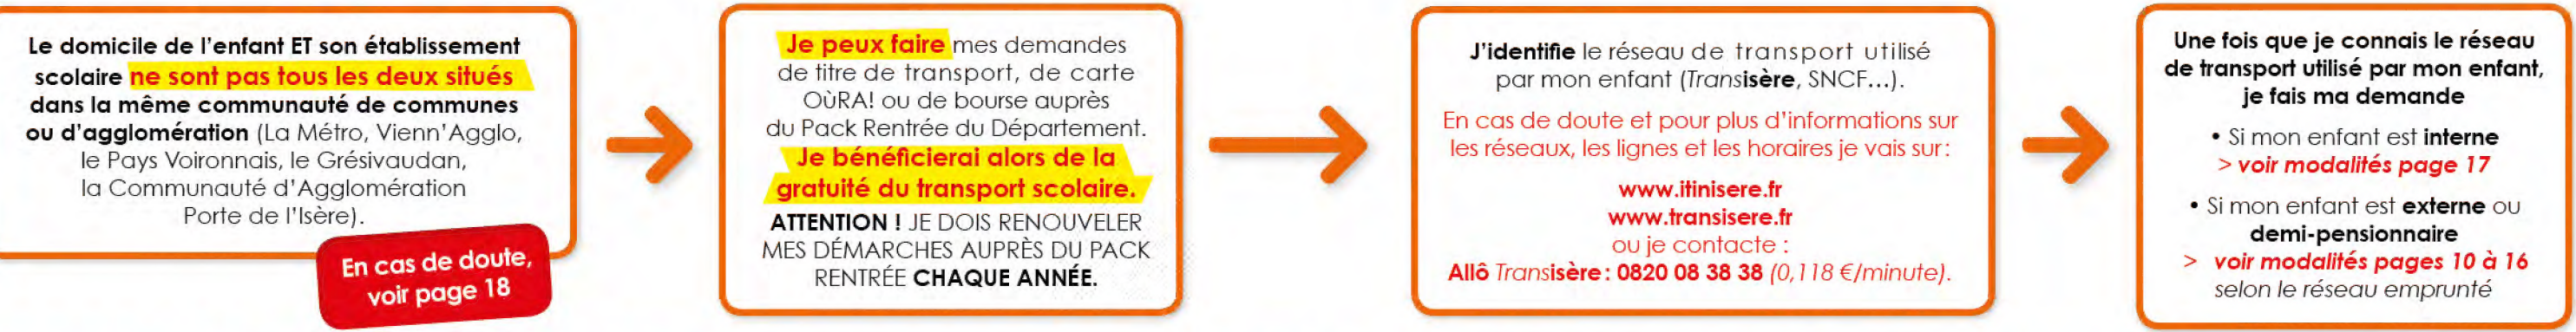 Le domicile de l'enfant ET son établissement
scolaire ne sont pas tous les deux situés
dans la même communauté de communes
ou d'agglomération (La Métro, Vienn'Agglo,
le Pays Voironnais, le Grésivaudan,
la Communauté d'Agglomération
Porte de l'Isère).
En cas de doute,
voir page 18
Je peux faire mes demandes
de titre de transport, de carte
OùRA! ou de bourse auprès
du Pack Rentrée du Département.
Je bénéficierai alors de la
gratuité du transport scolaire.
ATTENTION ! JE DOIS RENOUVELER
MES DÉMARCHES AUPRÈS DU PACK
RENTRÉE CHAQUE ANNÉE.
J'identifie le réseau de transport utilisé
par mon enfant (Transisère, SNCF...).
En cas de doute et pour plus d'informations sur
les réseaux, les lignes et les horaires je vais sur :
www.itinisere.fr
www.transisere.fr
ou je contacte :
Allô Transisère : 0820 08 38 38 (0,118 €/minute).
Une fois que je connais le réseau
de transport utilisé par mon enfant,
je fais ma demande
• Si mon enfant est interne
> voir modalités page 17
• Si mon enfant est externe ou
demi-pensionnaire
> voir modalités pages 10 à 16
selon le réseau emprunté